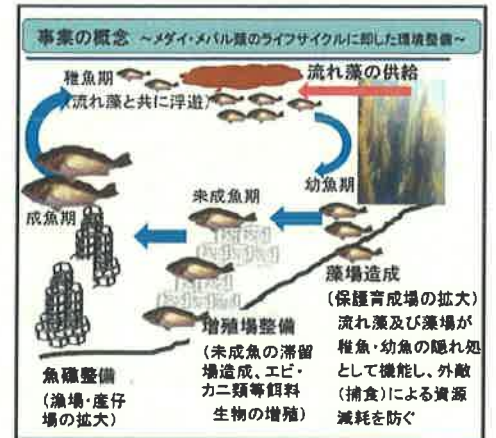 事業の概念 ～メダイ・メバル類のライフサイクルに即した環境整備～
稚魚期
(流れ藻と共に浮遊)
流れ藻の供給
幼魚期
未成魚期
成魚期
藻場造成
(保護育成場の拡大)
流れ藻及び藻場が
稚魚・幼魚の隠れ処
として機能し、外敵
(捕食)による資源
減耗を防ぐ
増殖場整備
(未成魚の滞留
場造成、エビ・
カニ類等餌料
生物の増殖)
魚礁整備
(漁場・産仔
場の拡大)